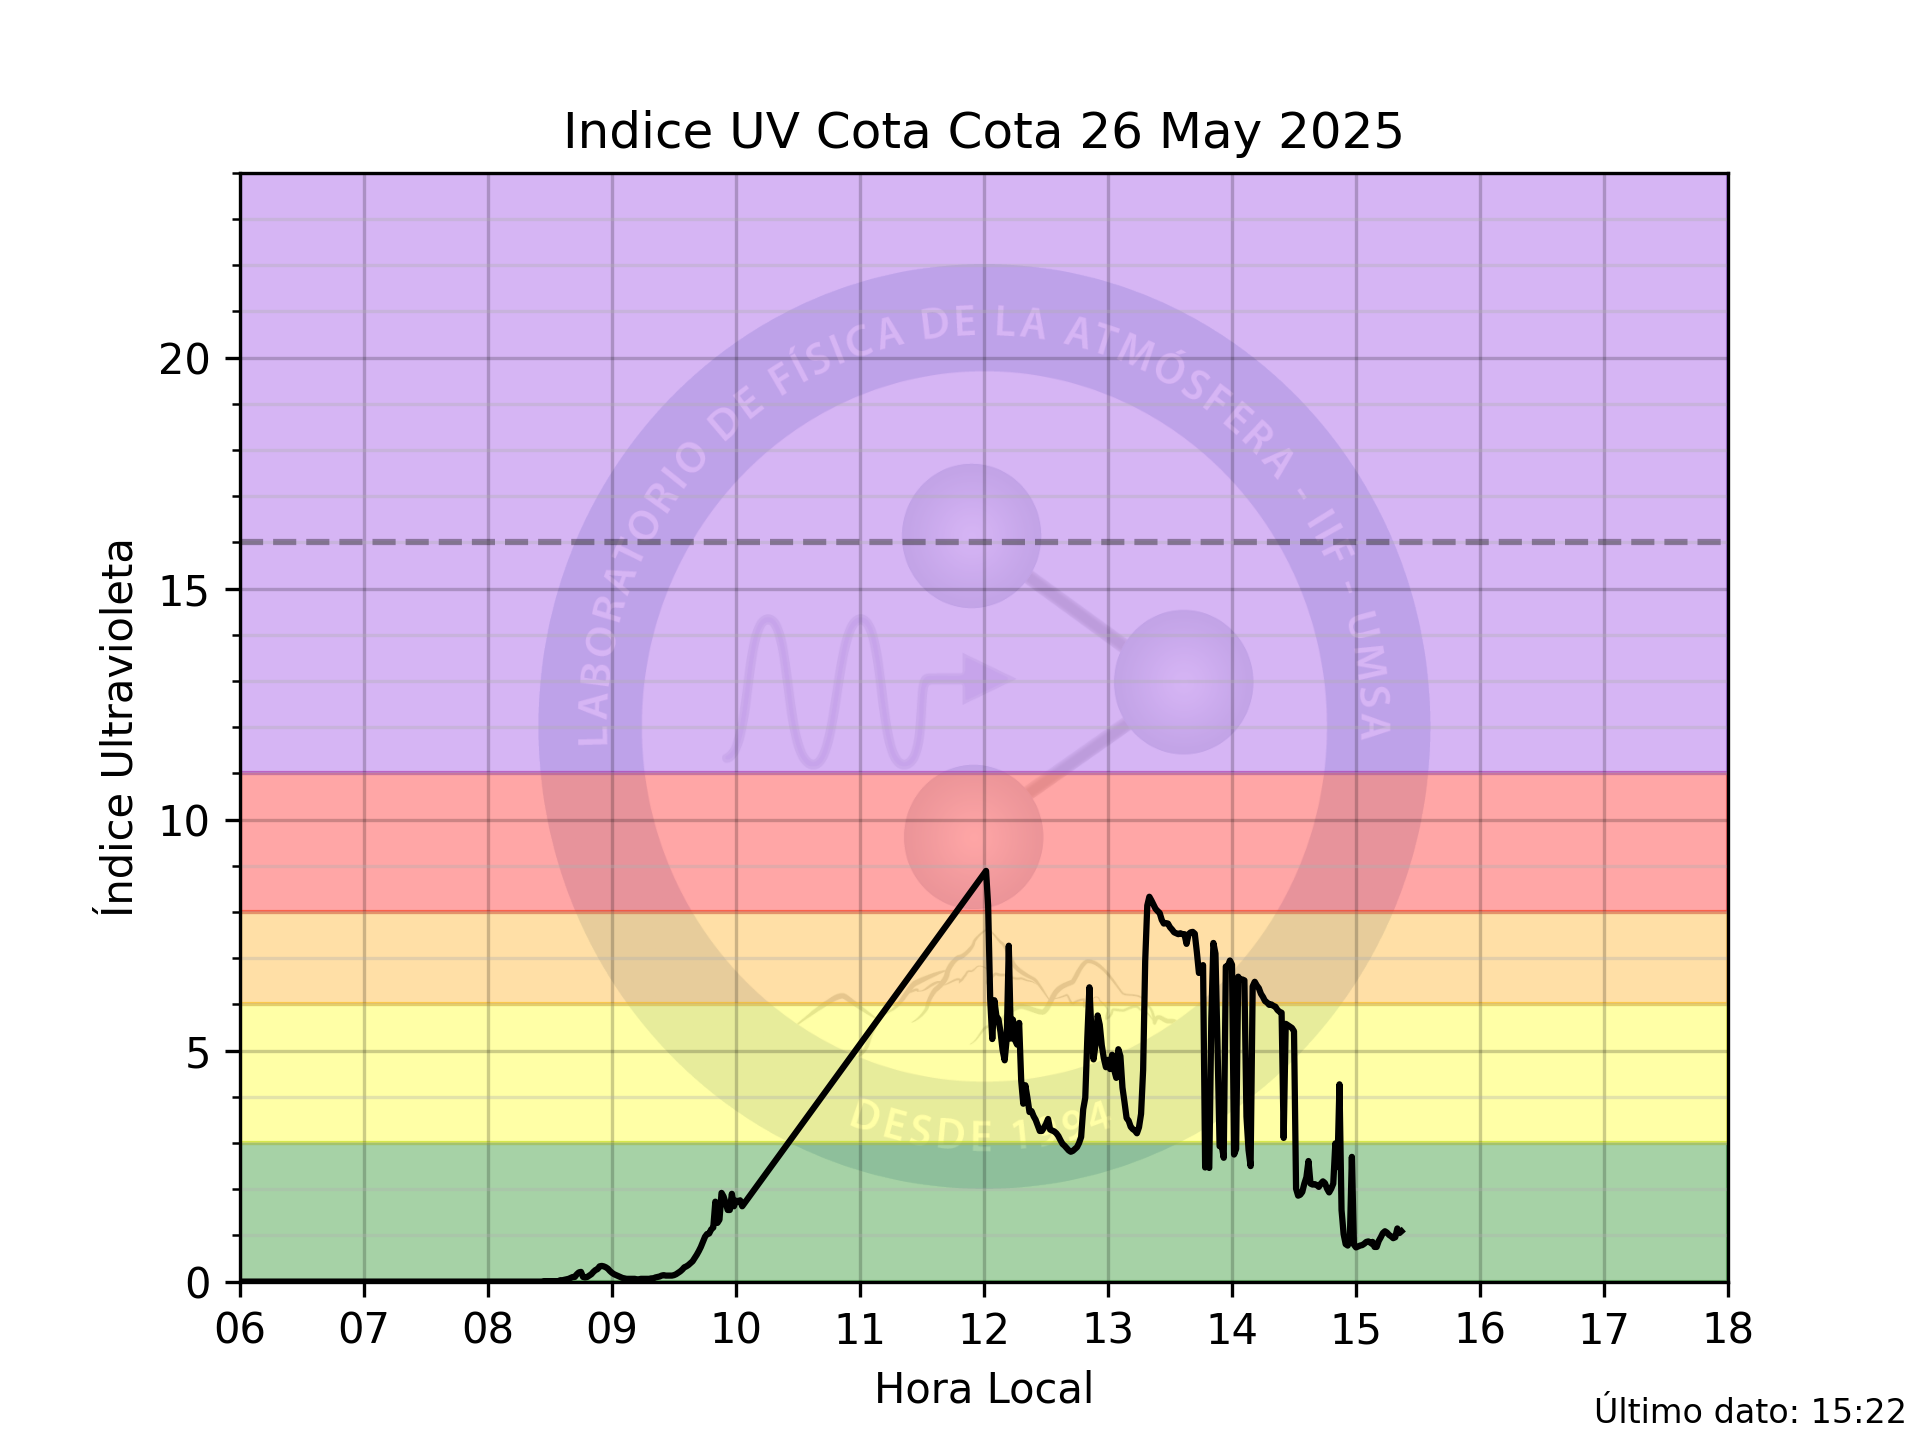 Indice UV Cota Cota 26 May 2025
LABORATORIO DE FÍSICA DE LA ATMÓSFERA - IIF - UMSA
DESDE 1994
Índice Ultravioleta
20
15
10
5
0
06 07 08 09 10 11 12 13 14 15 16 17 18
Hora Local
Último dato: 15:22